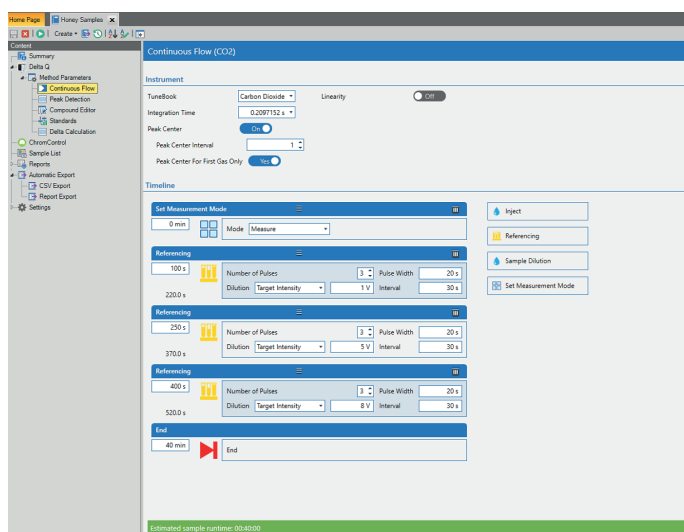 Home Page Honey Samples
Create
Content
Summary
Delta Q
Method Parameters
Continuous Flow
Peak Detection
Compound Editor
Standards
Delta Calculation
ChromControl
Sample List
Reports
Automatic Export
CSV Export
Report Export
Settings
Continuous Flow (CO2)
Instrument
TuneBook Carbon Dioxide Linearity Off
Integration Time 0.2097152 s
Peak Center On
Peak Center Interval 1
Peak Center For First Gas Only Yes
Timeline
Set Measurement Mode
0 min Mode Measure
Referencing
100 s Number of Pulses 3 Pulse Width 20 s
Dilution Target Intensity 1 V Interval 30 s
220.0 s
Referencing
250 s Number of Pulses 3 Pulse Width 20 s
Dilution Target Intensity 5 V Interval 30 s
370.0 s
Referencing
400 s Number of Pulses 3 Pulse Width 20 s
Dilution Target Intensity 8 V Interval 30 s
520.0 s
End
40 min End
Inject
Referencing
Sample Dilution
Set Measurement Mode
Estimated sample runtime: 00:40:00